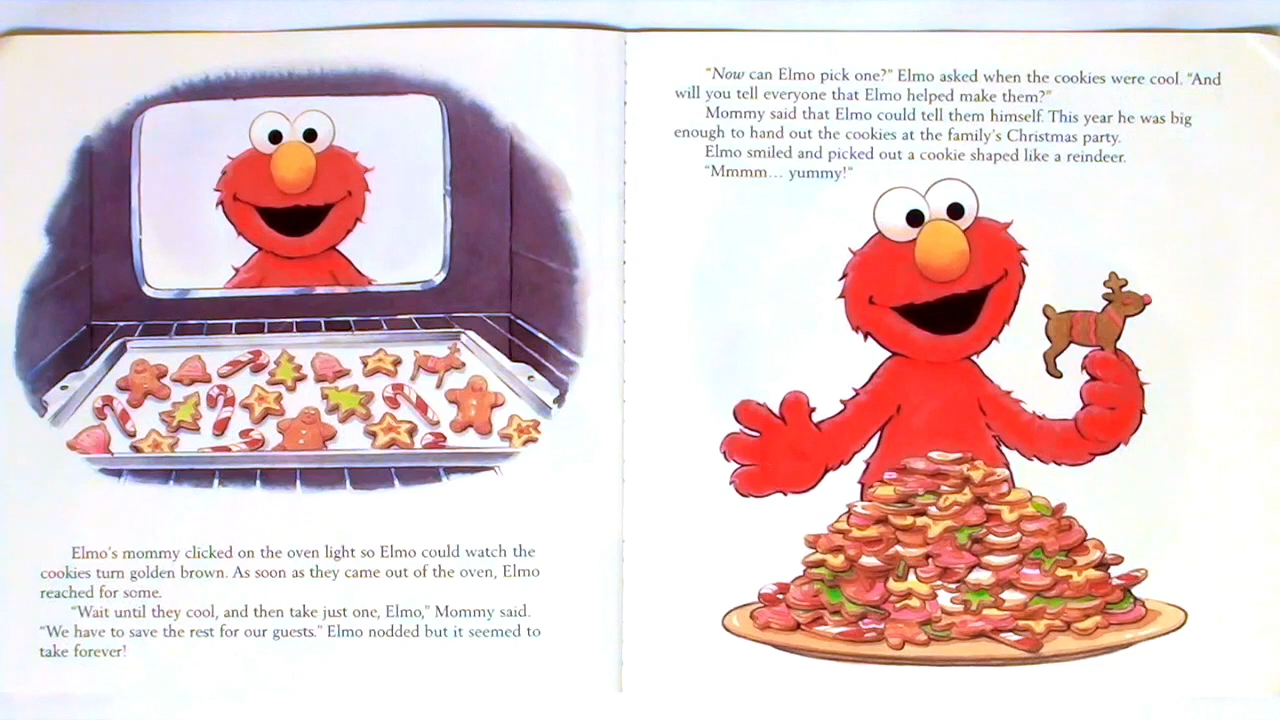 Elmo's mommy clicked on the oven light so Elmo could watch the
cookies turn golden brown. As soon as they came out of the oven, Elmo
reached for some.
"Wait until they cool, and then take just one, Elmo," Mommy said.
"We have to save the rest for our guests." Elmo nodded but it seemed to
take forever!
"Now can Elmo pick one?" Elmo asked when the cookies were cool. "And
will you tell everyone that Elmo helped make them?"
Mommy said that Elmo could tell them himself. This year he was big
enough to hand out the cookies at the family's Christmas party.
Elmo smiled and picked out a cookie shaped like a reindeer.
"Mmmm... yummy!"